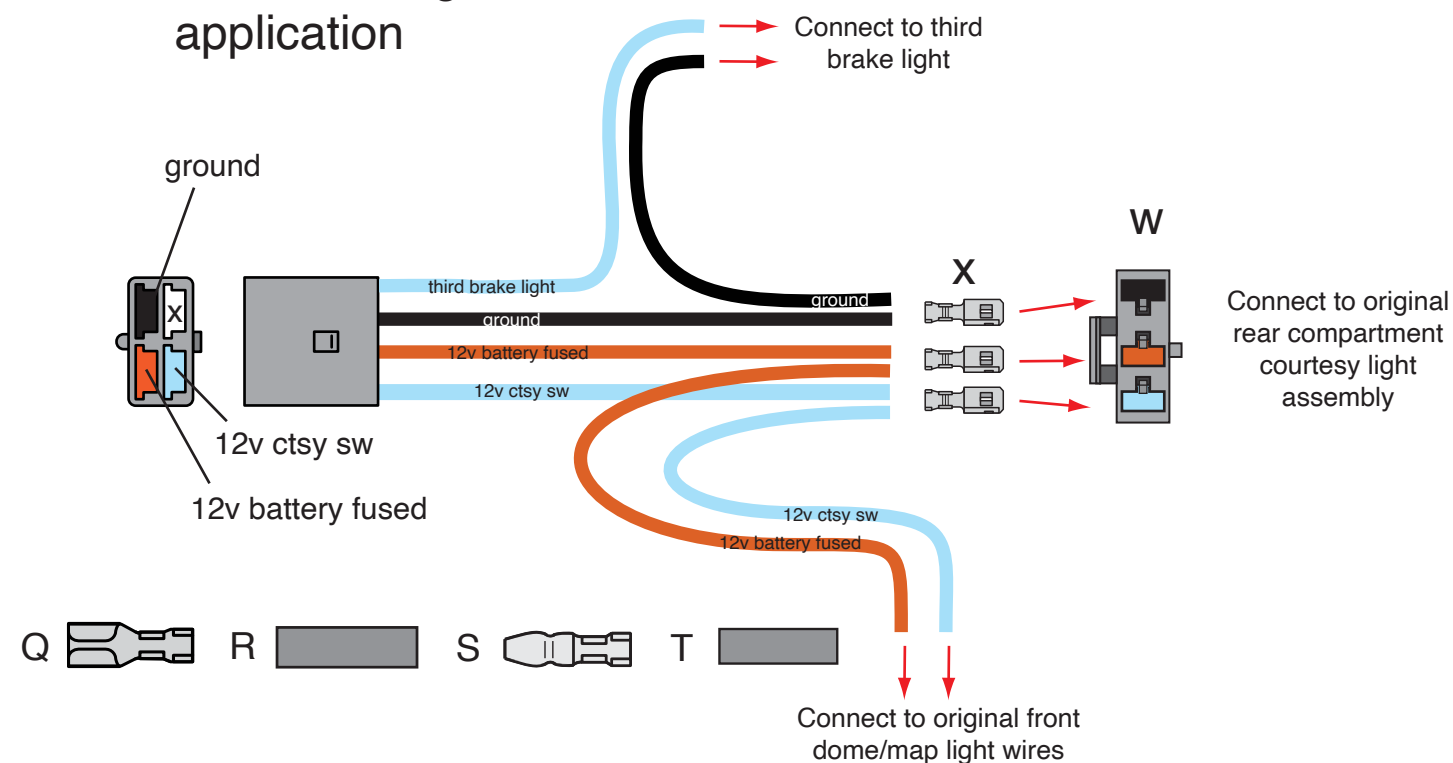 application
Connect to third
brake light
ground
W
X
third brake light
ground
ground
X
Connect to original
rear compartment
courtesy light
assembly
12v battery fused
12v ctsy sw
12v ctsy sw
12v battery fused
12v ctsy sw
12v battery fused
Q
R
S
T
Connect to original front
dome/map light wires